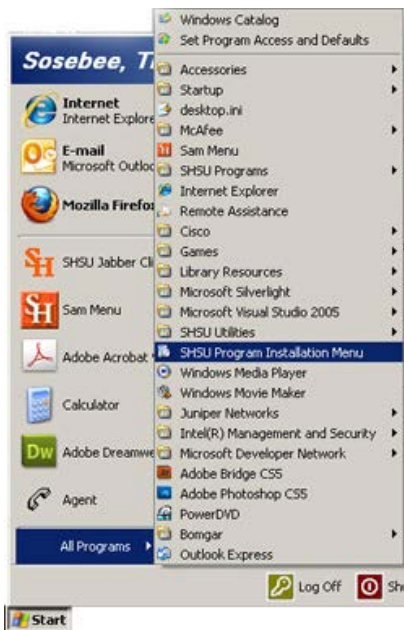 Windows Catalog
Set Program Access and Defaults
Accessories
Startup
desktop.ini
McAfee
Sam Menu
SHSU Programs
Internet Explorer
Remote Assistance
Cisco
Games
Library Resources
Microsoft Silverlight
Microsoft Visual Studio 2005
SHSU Utilities
SHSU Program Installation Menu
Windows Media Player
Windows Movie Maker
Juniper Networks
Intel(R) Management and Security
Microsoft Developer Network
Adobe Bridge CS5
Adobe Photoshop CS5
PowerDVD
Bomgar
Outlook Express
Sosebee, T
Internet
Internet Explore
E-mail
Microsoft Outloo
Mozilla Firefo
SHSU Jabber Cli
Sam Menu
Adobe Acrobat
Calculator
Dw Adobe Dreamwe
Agent
All Programs
Log Off
Sh
Start